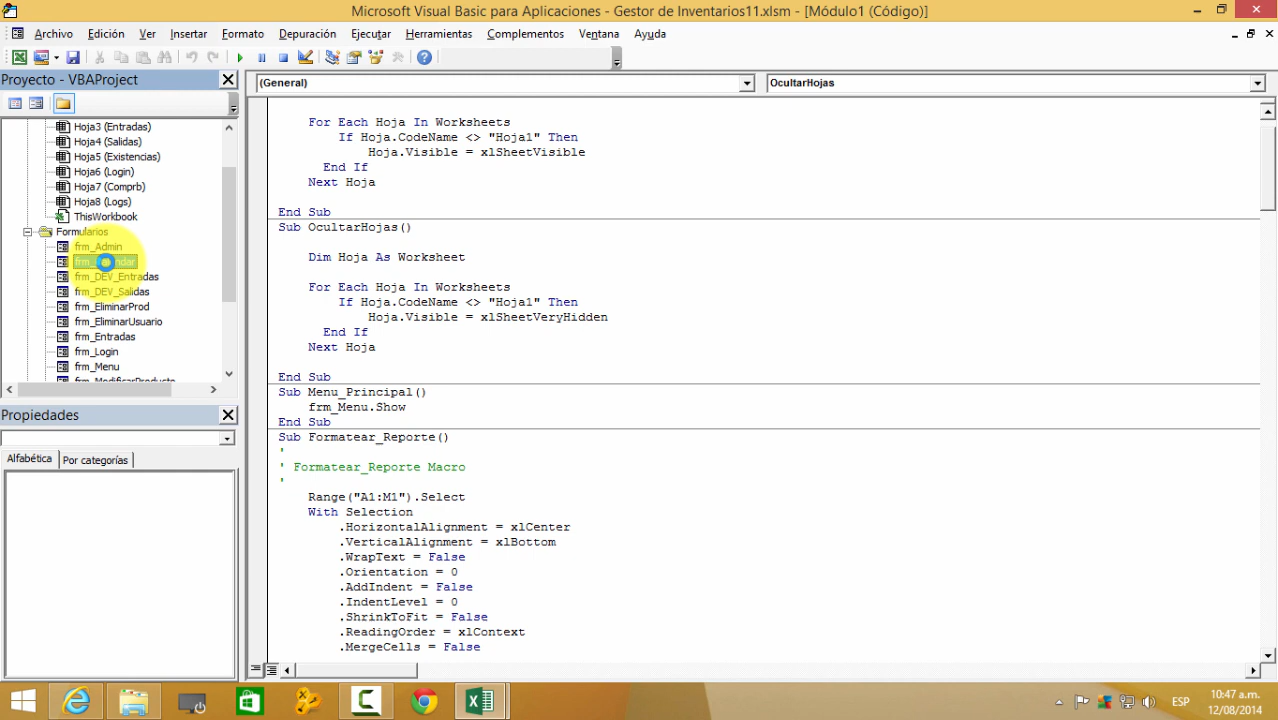 Microsoft Visual Basic para Aplicaciones - Gestor de Inventarios11.xlsm - [Módulo1 (Código)]
Archivo Edición Ver Insertar Formato Depuración Ejecutar Herramientas Complementos Ventana Ayuda
Proyecto - VBAProject
Hoja3 (Entradas)
Hoja4 (Salidas)
Hoja5 (Existencias)
Hoja6 (Login)
Hoja7 (Comprb)
Hoja8 (Logs)
ThisWorkbook
Formularios
frm_Admin
frm_DEV_Entradas
frm_DEV_Salidas
frm_EliminarProd
frm_EliminarUsuario
frm_Entradas
frm_Login
frm_Menu
frm_ModificarProducto
Propiedades
Alfabética Por categorías
(General) OcultarHojas
For Each Hoja In Worksheets
If Hoja.CodeName <> "Hoja1" Then
Hoja.Visible = xlSheetVisible
End If
Next Hoja
End Sub
Sub OcultarHojas()
Dim Hoja As Worksheet
For Each Hoja In Worksheets
If Hoja.CodeName <> "Hoja1" Then
Hoja.Visible = xlSheetVeryHidden
End If
Next Hoja
End Sub
Sub Menu_Principal()
frm_Menu.Show
End Sub
Sub Formatear_Reporte()
'
' Formatear_Reporte Macro
'
Range("A1:M1").Select
With Selection
.HorizontalAlignment = xlCenter
.VerticalAlignment = xlBottom
.WrapText = False
.Orientation = 0
.AddIndent = False
.IndentLevel = 0
.ShrinkToFit = False
.ReadingOrder = xlContext
.MergeCells = False
ESP
10:47 a.m.
12/08/2014